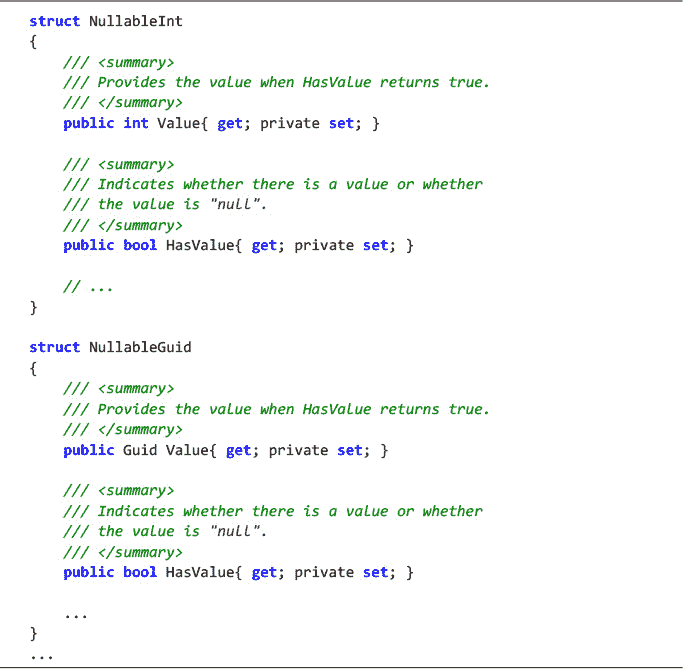 struct NullableInt
{
/// <summary>
/// Provides the value when HasValue returns true.
/// </summary>
public int Value{ get; private set; }
/// <summary>
/// Indicates whether there is a value or whether
/// the value is "null".
/// </summary>
public bool HasValue{ get; private set; }
// ...
}
struct NullableGuid
{
/// <summary>
/// Provides the value when HasValue returns true.
/// </summary>
public Guid Value{ get; private set; }
/// <summary>
/// Indicates whether there is a value or whether
/// the value is "null".
/// </summary>
public bool HasValue{ get; private set; }
...
}
...